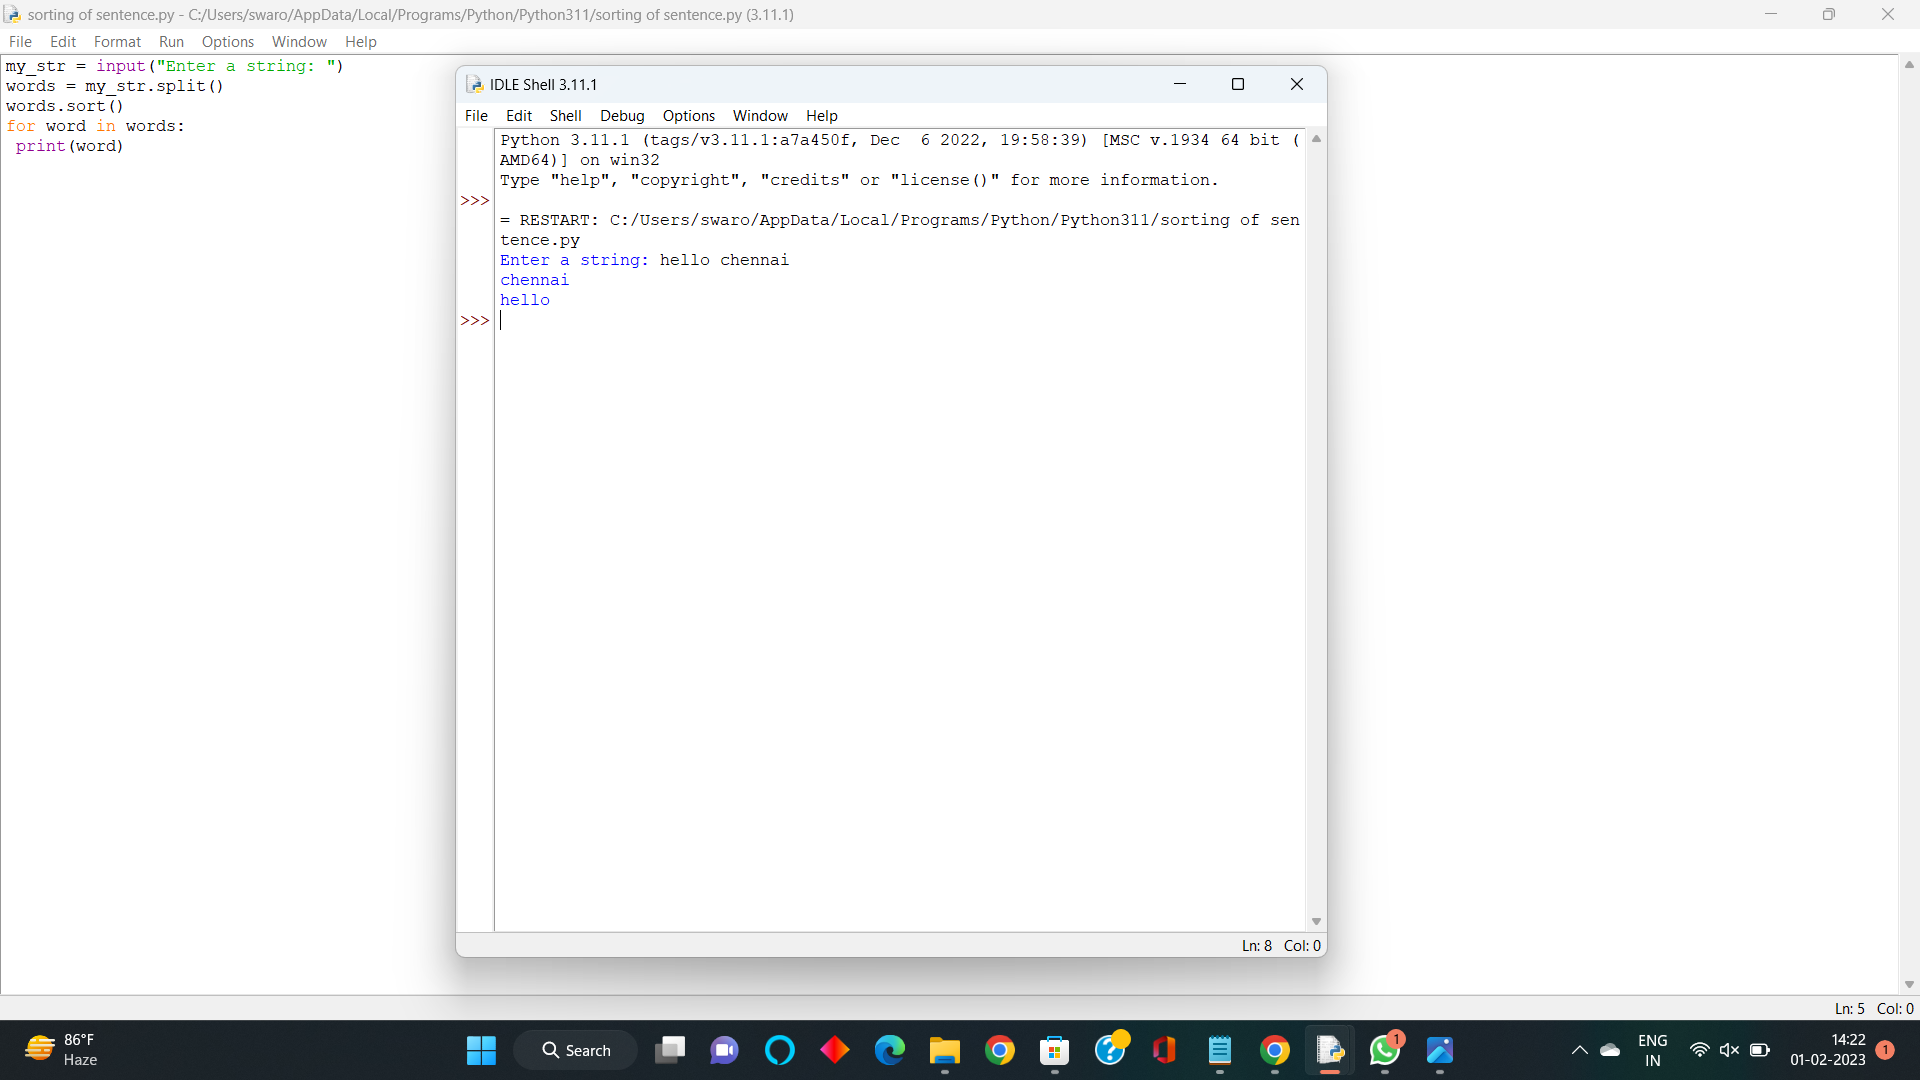 sorting of sentence.py - C:/Users/swaro/AppData/Local/Programs/Python/Python311/sorting of sentence.py (3.11.1)
File Edit Format Run Options Window Help
my_str = input("Enter a string: ")
words = my_str.split()
words.sort()
for word in words:
 print(word)
IDLE Shell 3.11.1
File Edit Shell Debug Options Window Help
Python 3.11.1 (tags/v3.11.1:a7a450f, Dec  6 2022, 19:58:39) [MSC v.1934 64 bit (
AMD64)] on win32
Type "help", "copyright", "credits" or "license()" for more information.
>>>
= RESTART: C:/Users/swaro/AppData/Local/Programs/Python/Python311/sorting of sen
tence.py
Enter a string: hello chennai
chennai
hello
>>>
Ln: 8 Col: 0
Ln: 5 Col: 0
86°F
Haze
Search
1
ENG
IN
14:22
01-02-2023
1